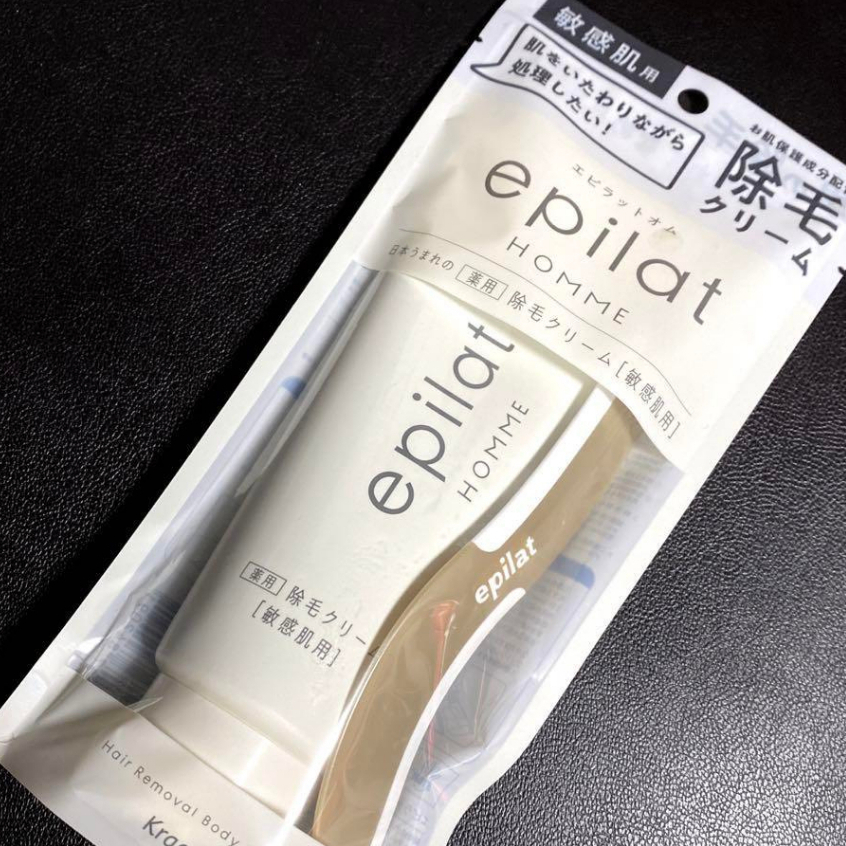 敏感肌用
肌をいたわりながら
処理したい!
お肌保護成分配
除毛
クリーム
エピラットオム
epilat
HOMME
日本うまれの 薬用 除毛クリーム [敏感肌用]
epilat
HOMME
薬用 除毛クリーム
[敏感肌用]
epilat
Hair Removal Body